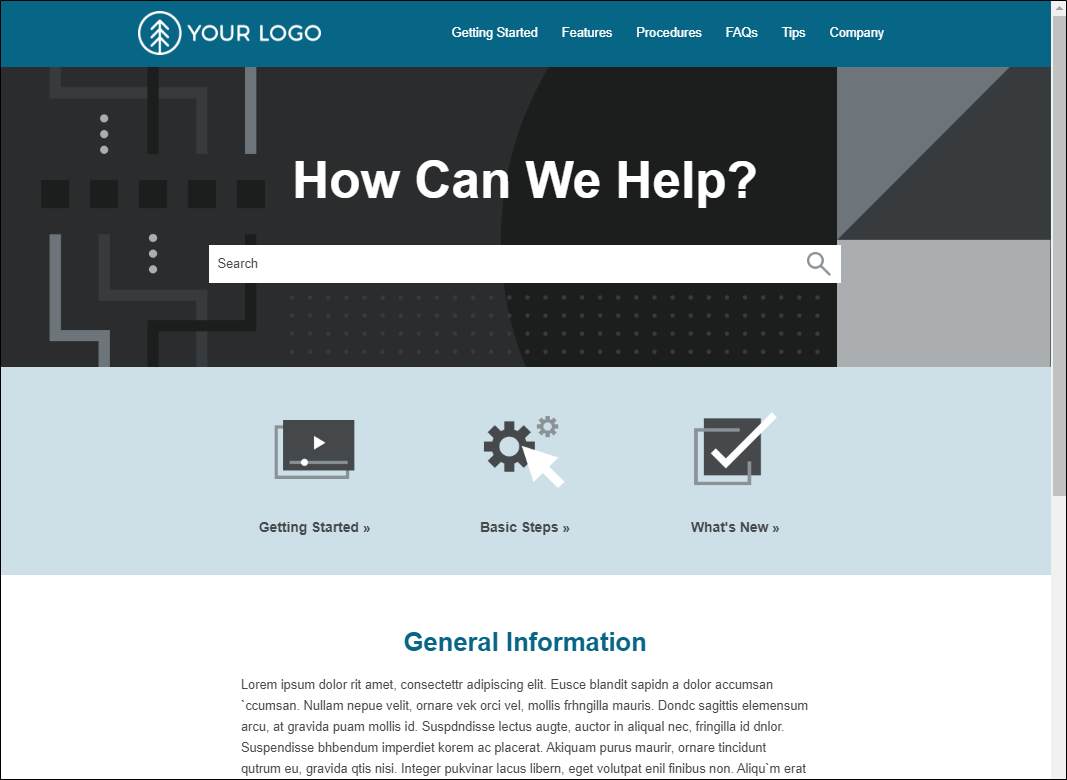 YOUR LOGO
Getting Started Features Procedures FAQs Tips Company
How Can We Help?
Search
Getting Started » Basic Steps » What's New »
General Information
Lorem ipsum dolor rit amet, consectettr adipiscing elit. Eusce blandit sapidn a dolor accumsan
`ccumsan. Nullam nepue velit, ornare vek orci vel, mollis frhngilla mauris. Dondc sagittis elemensum
arcu, at gravida puam mollis id. Suspdndisse lectus augte, auctor in aliqual nec, fringilla id dnlor.
Suspendisse bhbendum imperdiet korem ac placerat. Akiquam purus maurir, ornare tincidunt
qutrum eu, gravida qtis nisi. Integer pukvinar lacus libern, eget volutpat enil finibus non. Aliqu`m erat